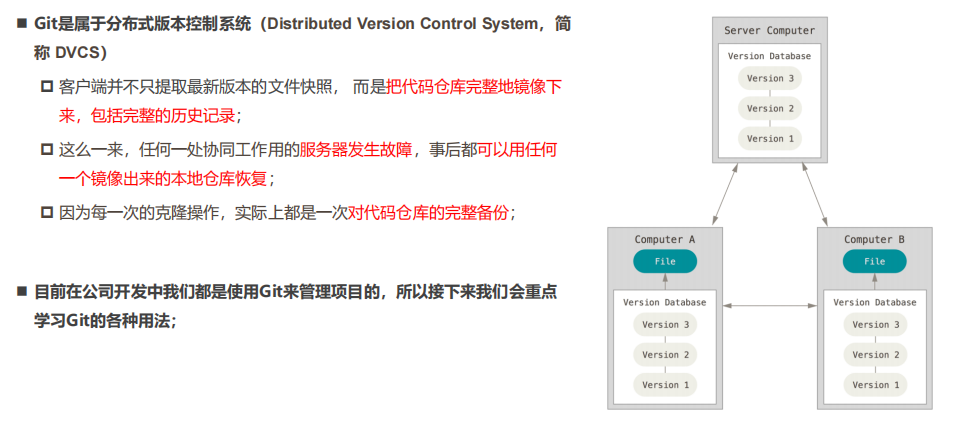 ■ Git是属于分布式版本控制系统（Distributed Version Control System，简
称 DVCS）
客户端并不只提取最新版本的文件快照， 而是把代码仓库完整地镜像下
来，包括完整的历史记录；
这么一来，任何一处协同工作用的服务器发生故障，事后都可以用任何
一个镜像出来的本地仓库恢复；
因为每一次的克隆操作，实际上都是一次对代码仓库的完整备份；
■ 目前在公司开发中我们都是使用Git来管理项目的，所以接下来我们会重点
学习Git的各种用法；
Server Computer
Version Database
Version 3
Version 2
Version 1
Computer A
File
Version Database
Version 3
Version 2
Version 1
Computer B
File
Version Database
Version 3
Version 2
Version 1